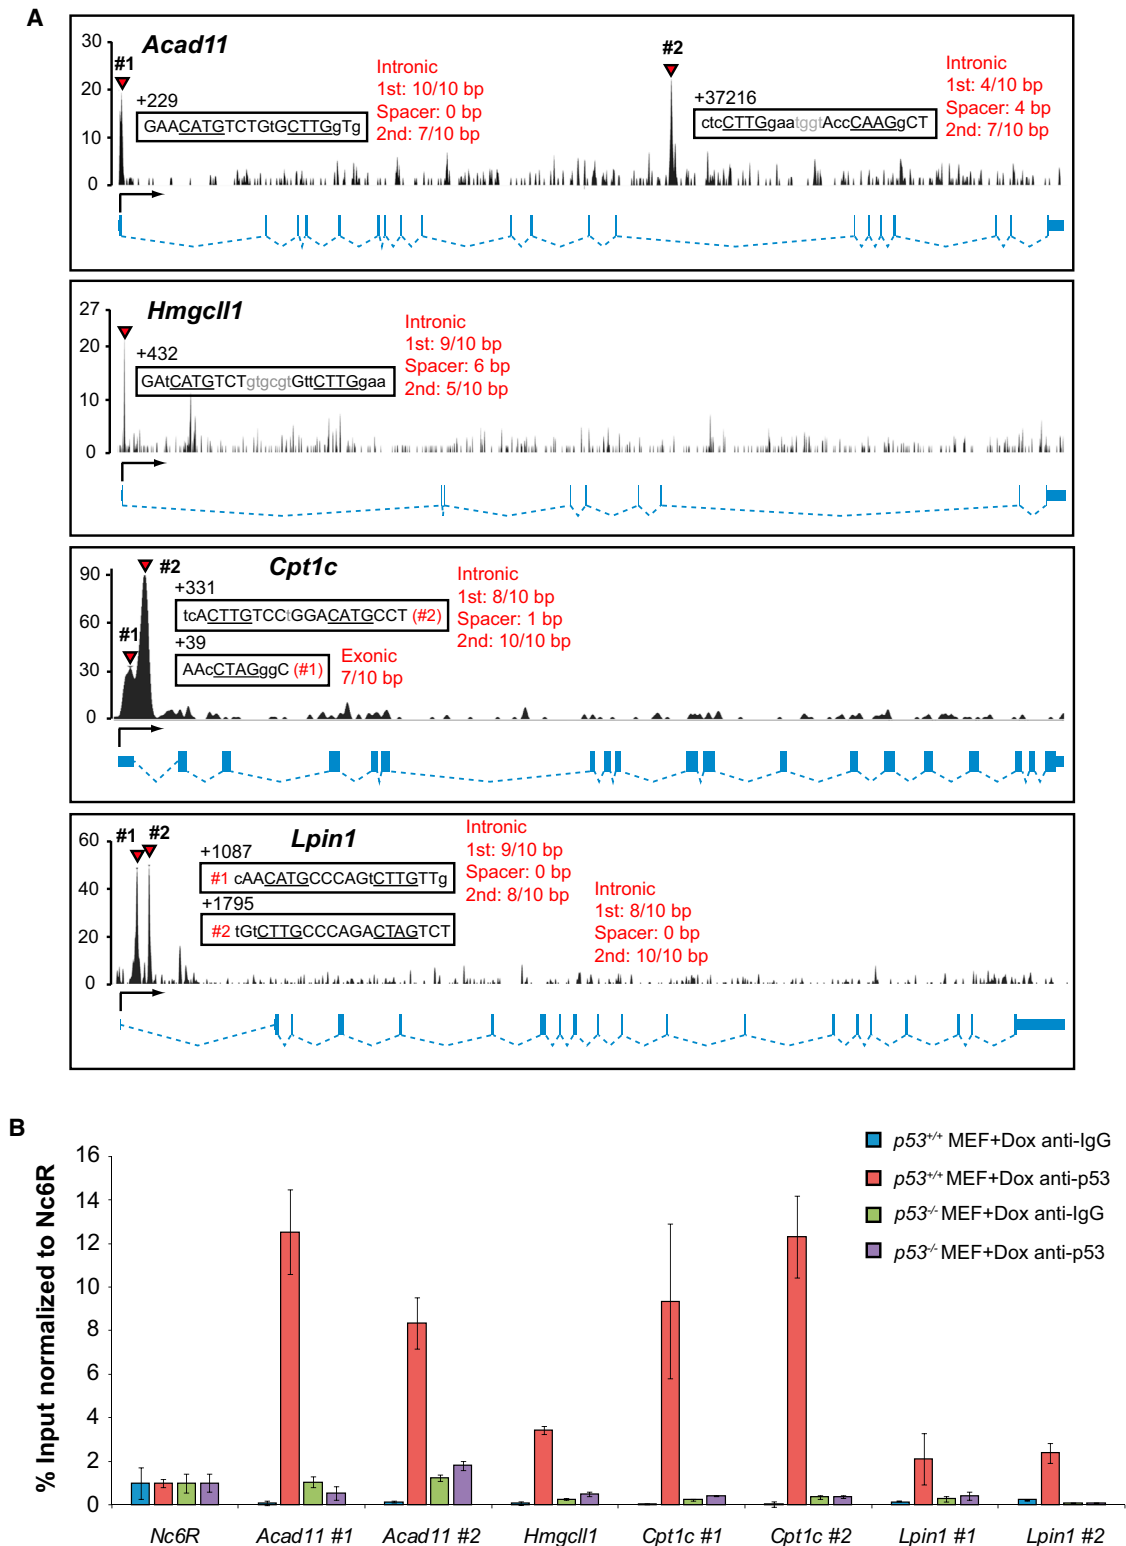 A
Acad11
30
20
10
0
#1
+229
GAACATGTCTGtGCTTGgTg
Intronic
1st: 10/10 bp
Spacer: 0 bp
2nd: 7/10 bp
#2
+37216
ctcCTTGgaatggtAccCAAGgCT
Intronic
1st: 4/10 bp
Spacer: 4 bp
2nd: 7/10 bp
Hmgcll1
27
20
10
0
+432
GAtCATGTCTgtgcgtGttCTTGgaa
Intronic
1st: 9/10 bp
Spacer: 6 bp
2nd: 5/10 bp
Cpt1c
90
60
30
0
#1
#2
+331
tcACTTGTCCtGGACATGCCT (#2)
+39
AAcCTAGggC (#1)
Intronic
1st: 8/10 bp
Spacer: 1 bp
2nd: 10/10 bp
Exonic
7/10 bp
Lpin1
60
40
20
0
#1
#2
+1087
#1 cAACATGCCCAGtCTTGTTg
+1795
#2 tGtCTTGCCCAGACTAGTCT
Intronic
1st: 9/10 bp
Spacer: 0 bp
2nd: 8/10 bp
Intronic
1st: 8/10 bp
Spacer: 0 bp
2nd: 10/10 bp
B
% Input normalized to Nc6R
16
14
12
10
8
6
4
2
0
p53+/+ MEF+Dox anti-IgG
p53+/+ MEF+Dox anti-p53
p53-/- MEF+Dox anti-IgG
p53-/- MEF+Dox anti-p53
Nc6R
Acad11 #1
Acad11 #2
Hmgcll1
Cpt1c #1
Cpt1c #2
Lpin1 #1
Lpin1 #2